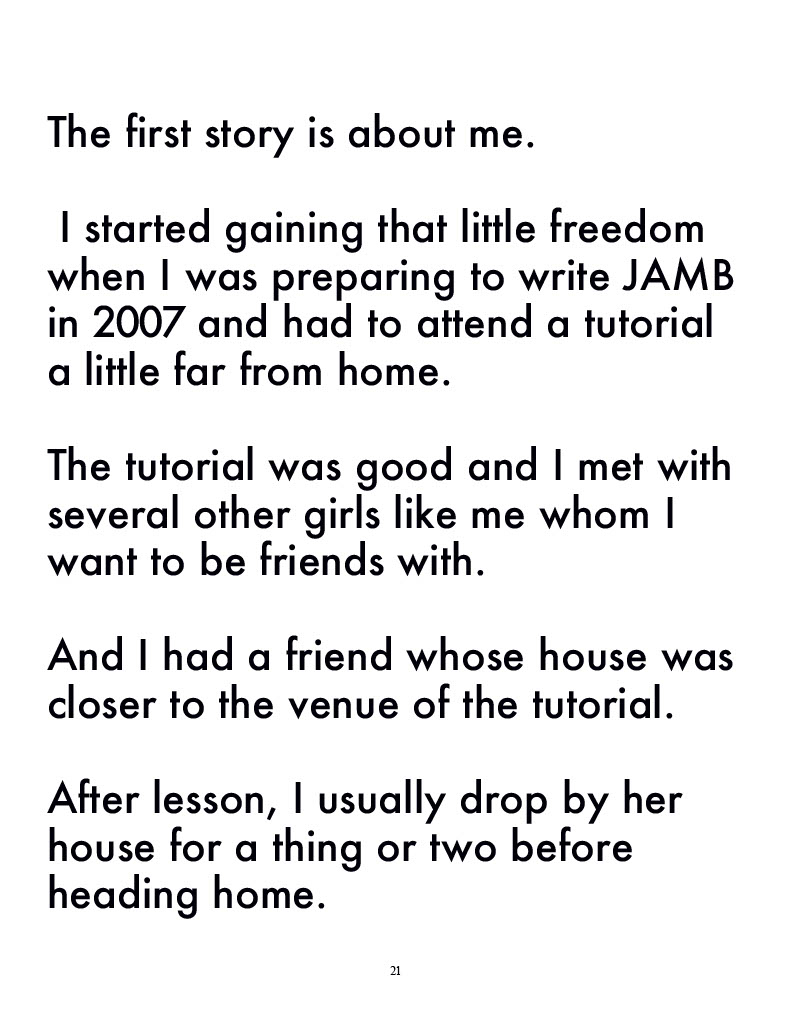 The first story is about me.
I started gaining that little freedom
when I was preparing to write JAMB
in 2007 and had to attend a tutorial
a little far from home.
The tutorial was good and I met with
several other girls like me whom I
want to be friends with.
And I had a friend whose house was
closer to the venue of the tutorial.
After lesson, I usually drop by her
house for a thing or two before
heading home.
21